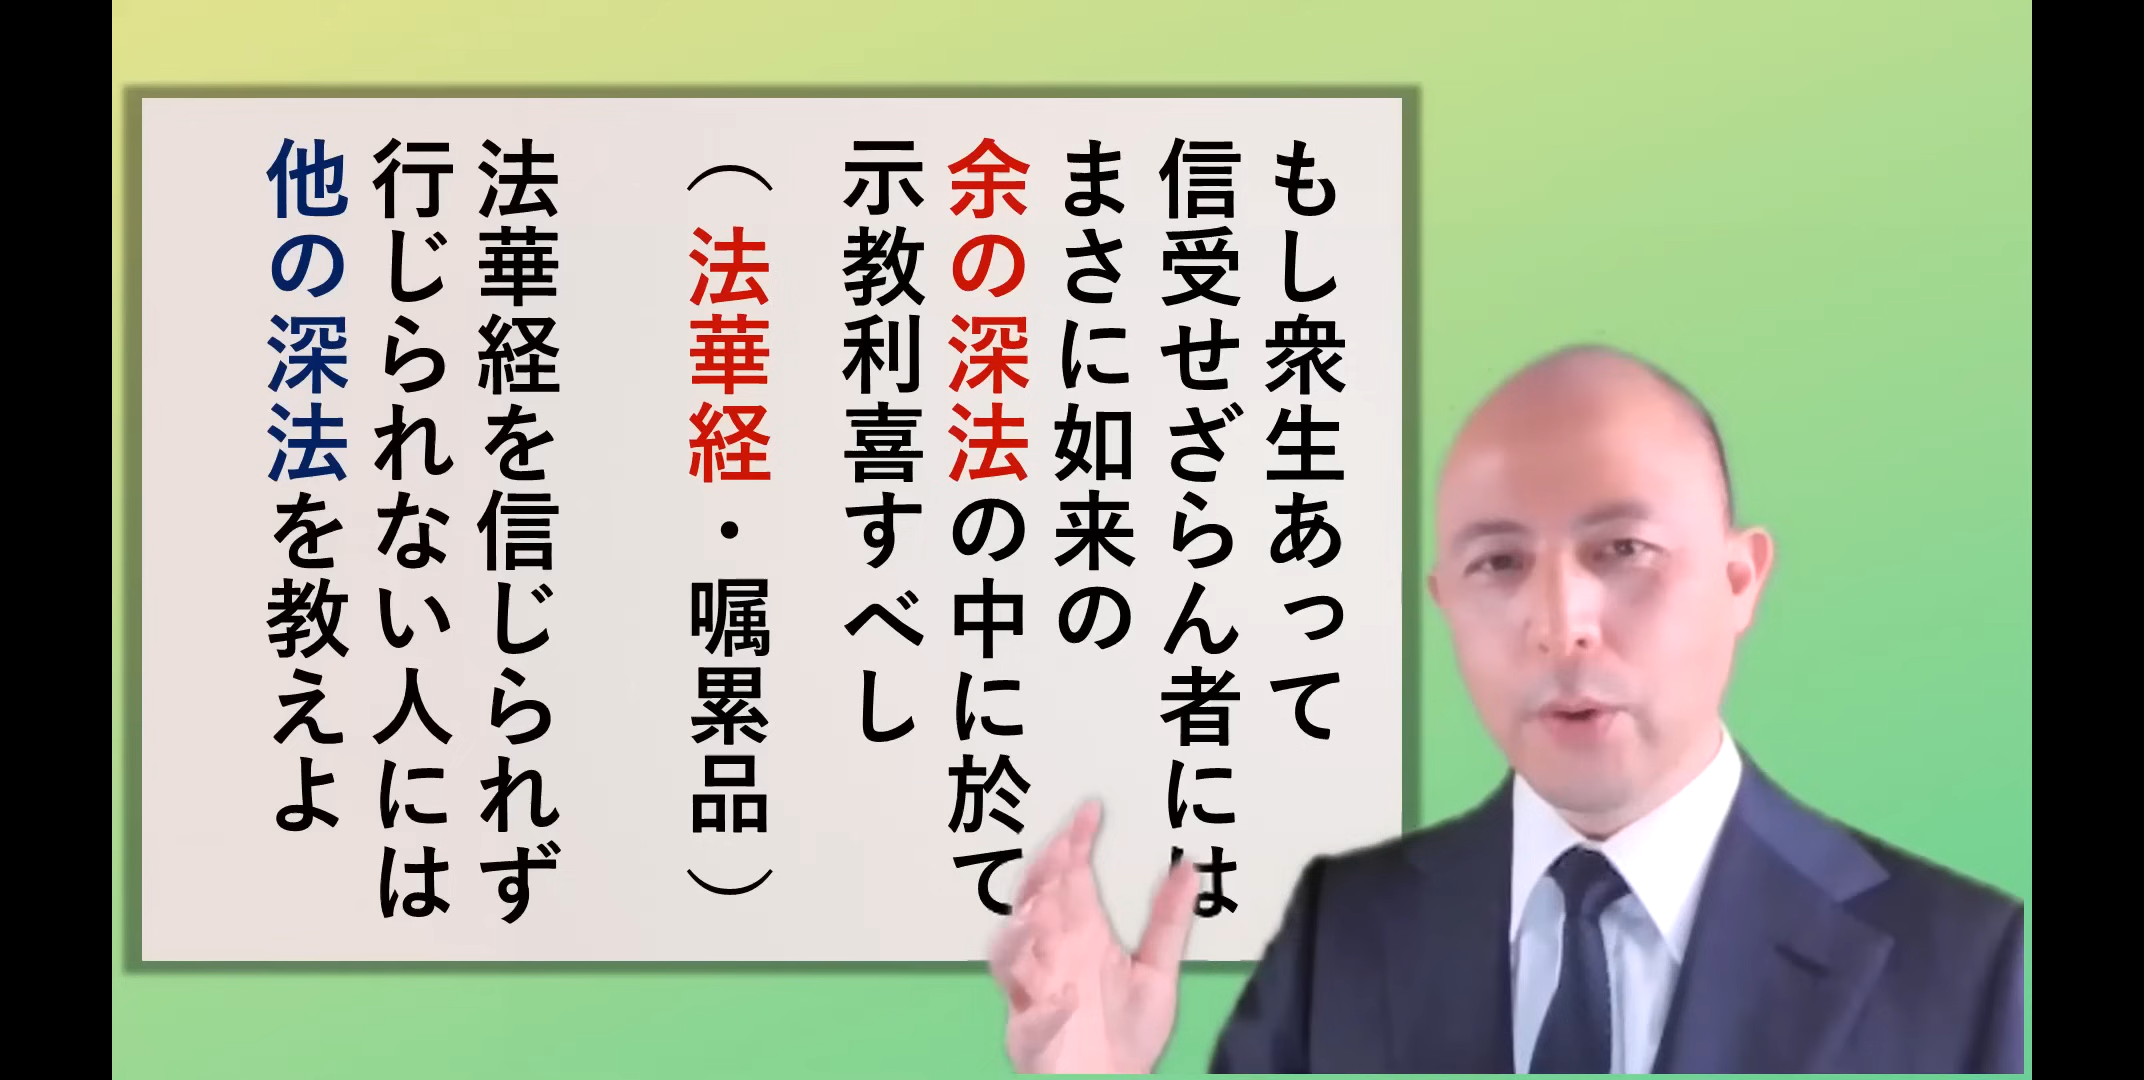 もし衆生あって
信受せざらん者には
まさに如来の
余の深法の中に於て
示教利喜すべし
（法華経・嘱累品）
法華経を信じられず
行じられない人には
他の深法を教えよ